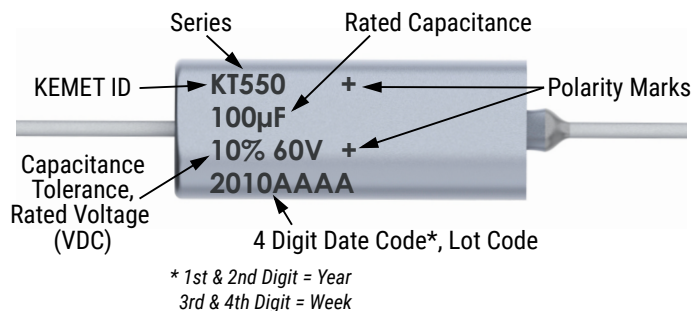 Series
Rated Capacitance
KEMET ID
KT550 +
Polarity Marks
100µF
10% 60V +
Capacitance
Tolerance,
Rated Voltage
(VDC)
2010AAAA
4 Digit Date Code*, Lot Code
* 1st & 2nd Digit = Year
3rd & 4th Digit = Week